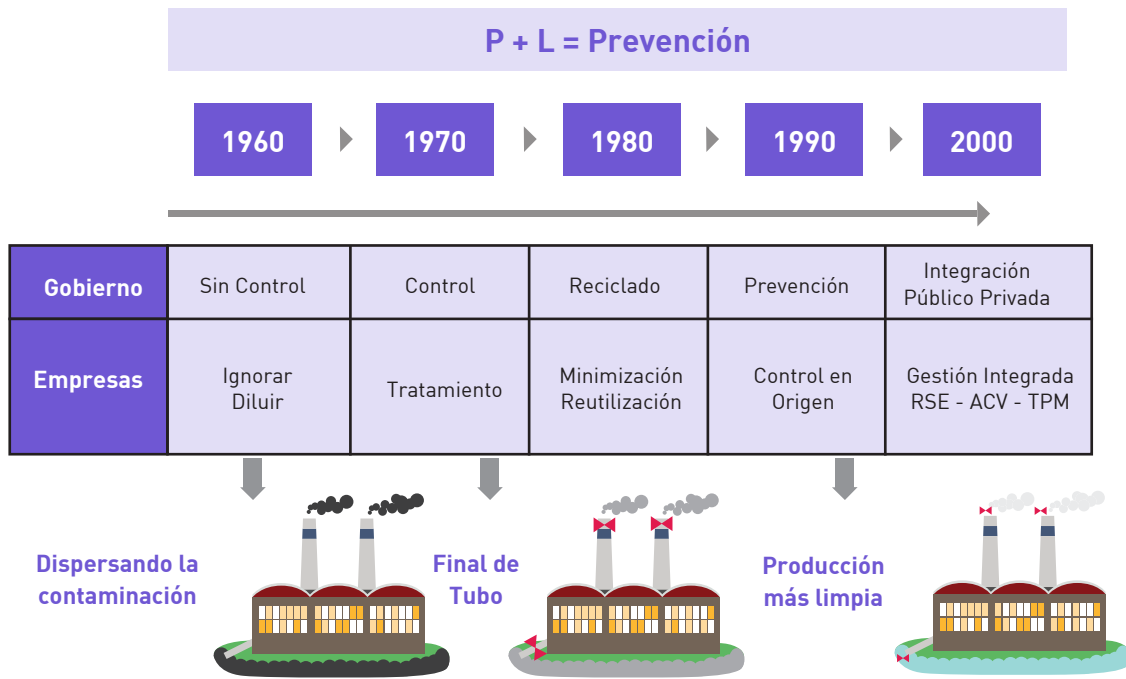 P + L = Prevención
1960
1970
1980
1990
2000
Gobierno
Sin Control
Control
Reciclado
Prevención
Integración
Público Privada
Empresas
Ignorar
Diluir
Tratamiento
Minimización
Reutilización
Control en
Origen
Gestión Integrada
RSE - ACV - TPM
Dispersando la
contaminación
Final de
Tubo
Producción
más limpia